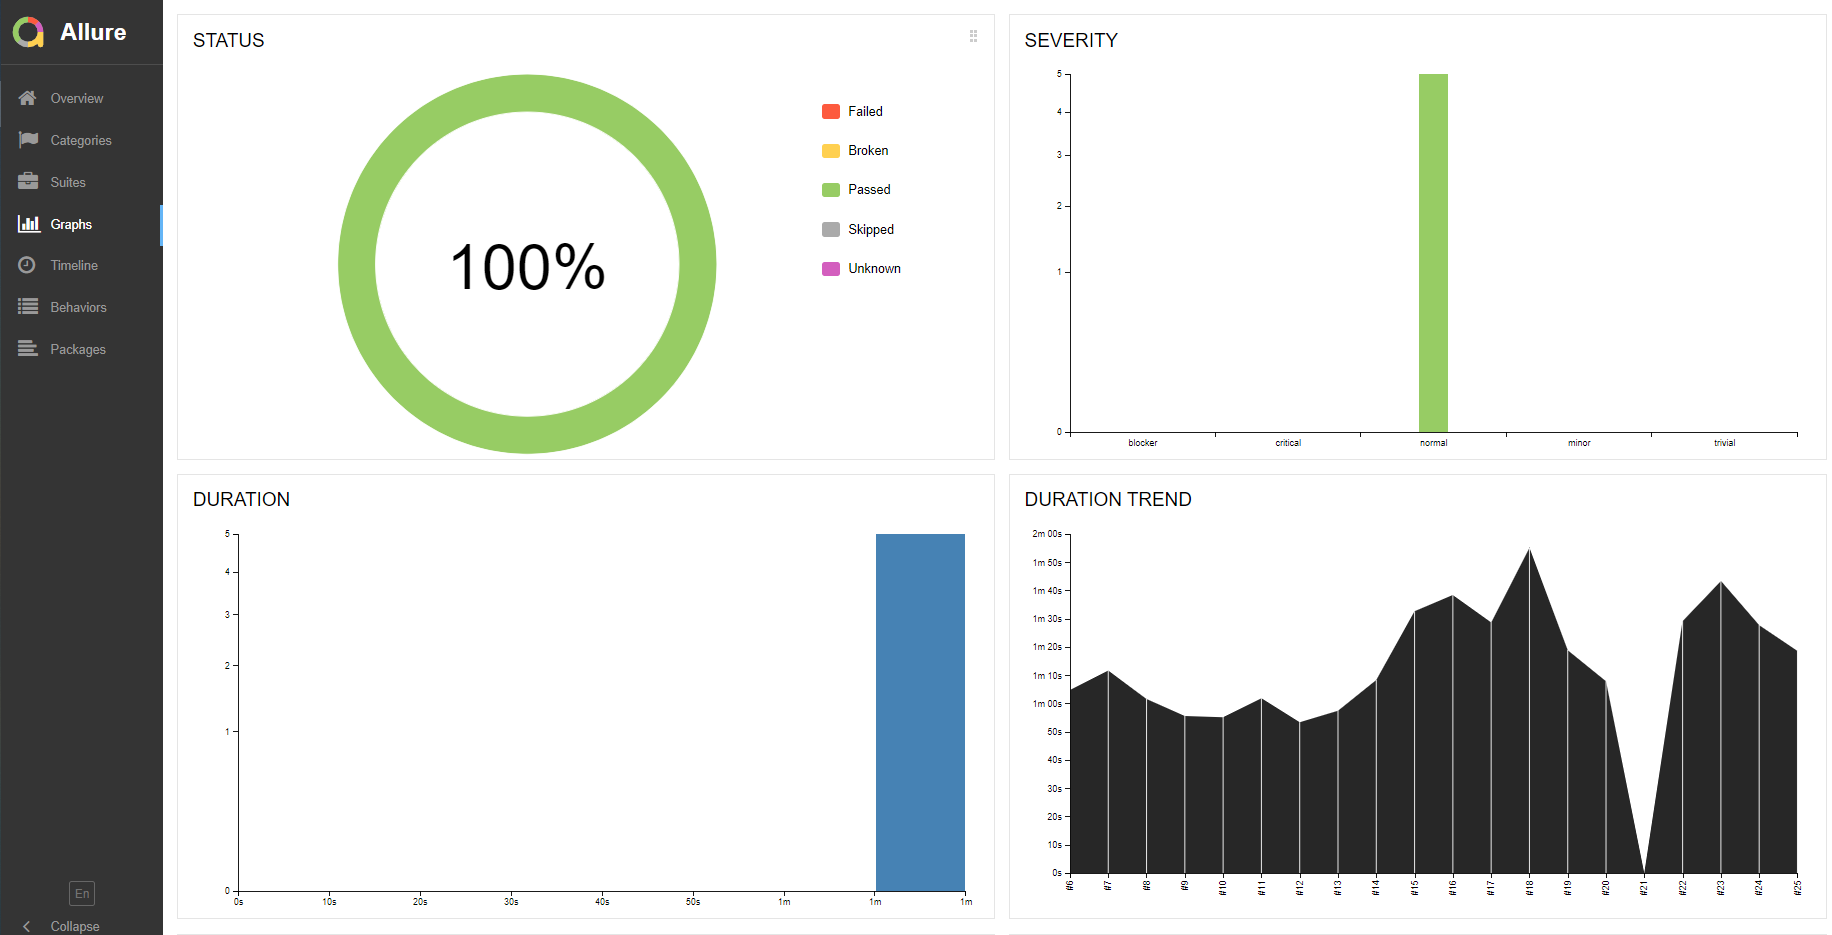 Allure
Overview
Categories
Suites
Graphs
Timeline
Behaviors
Packages
En
Collapse
STATUS
100%
Failed
Broken
Passed
Skipped
Unknown
SEVERITY
5
4
3
2
1
0
blocker critical normal minor trivial
DURATION
5
4
3
2
1
0
0s 10s 20s 30s 40s 50s 1m 1m 1m
DURATION TREND
2m 00s
1m 50s
1m 40s
1m 30s
1m 20s
1m 10s
1m 00s
50s
40s
30s
20s
10s
0s
#6 #7 #8 #9 #10 #11 #12 #13 #14 #15 #16 #17 #18 #19 #20 #21 #22 #23 #24 #25